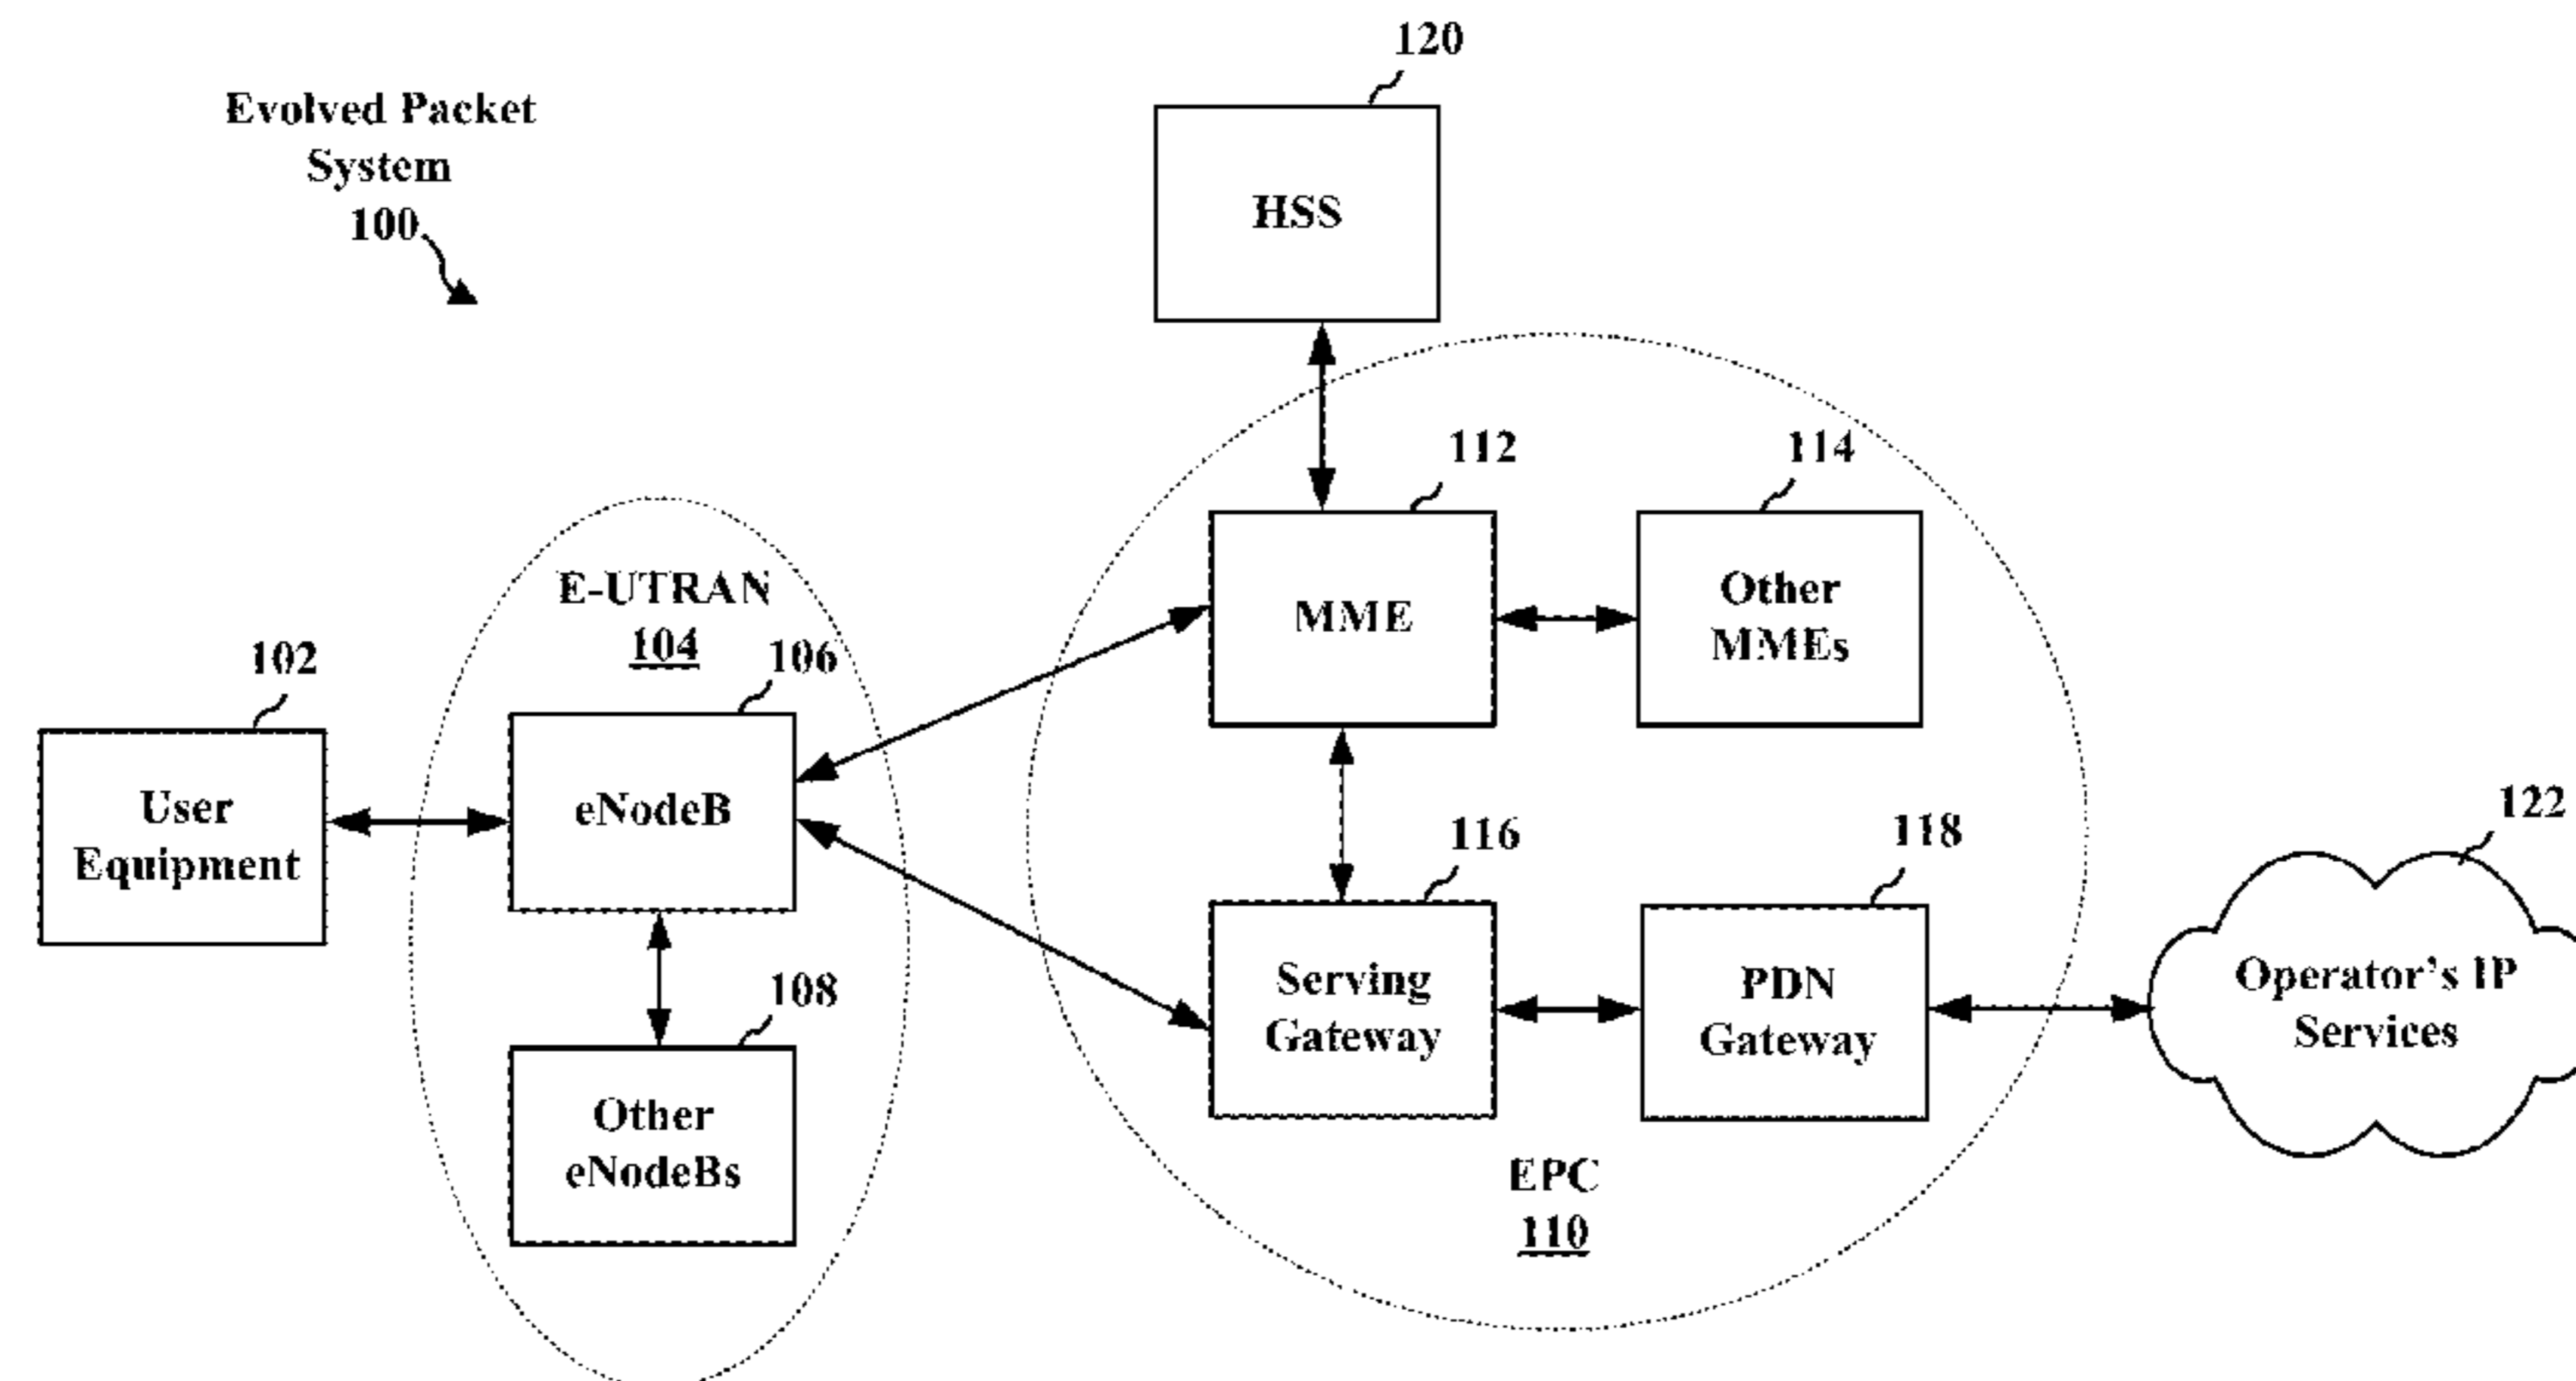 120
Evolved Packet
System
100
HSS
112
114
E-UTRAN
104
106
MME
Other
MMEs
102
User
Equipment
eNodeB
116
118
122
108
Other
eNodeBs
Serving
Gateway
PDN
Gateway
Operator's IP
Services
EPC
110